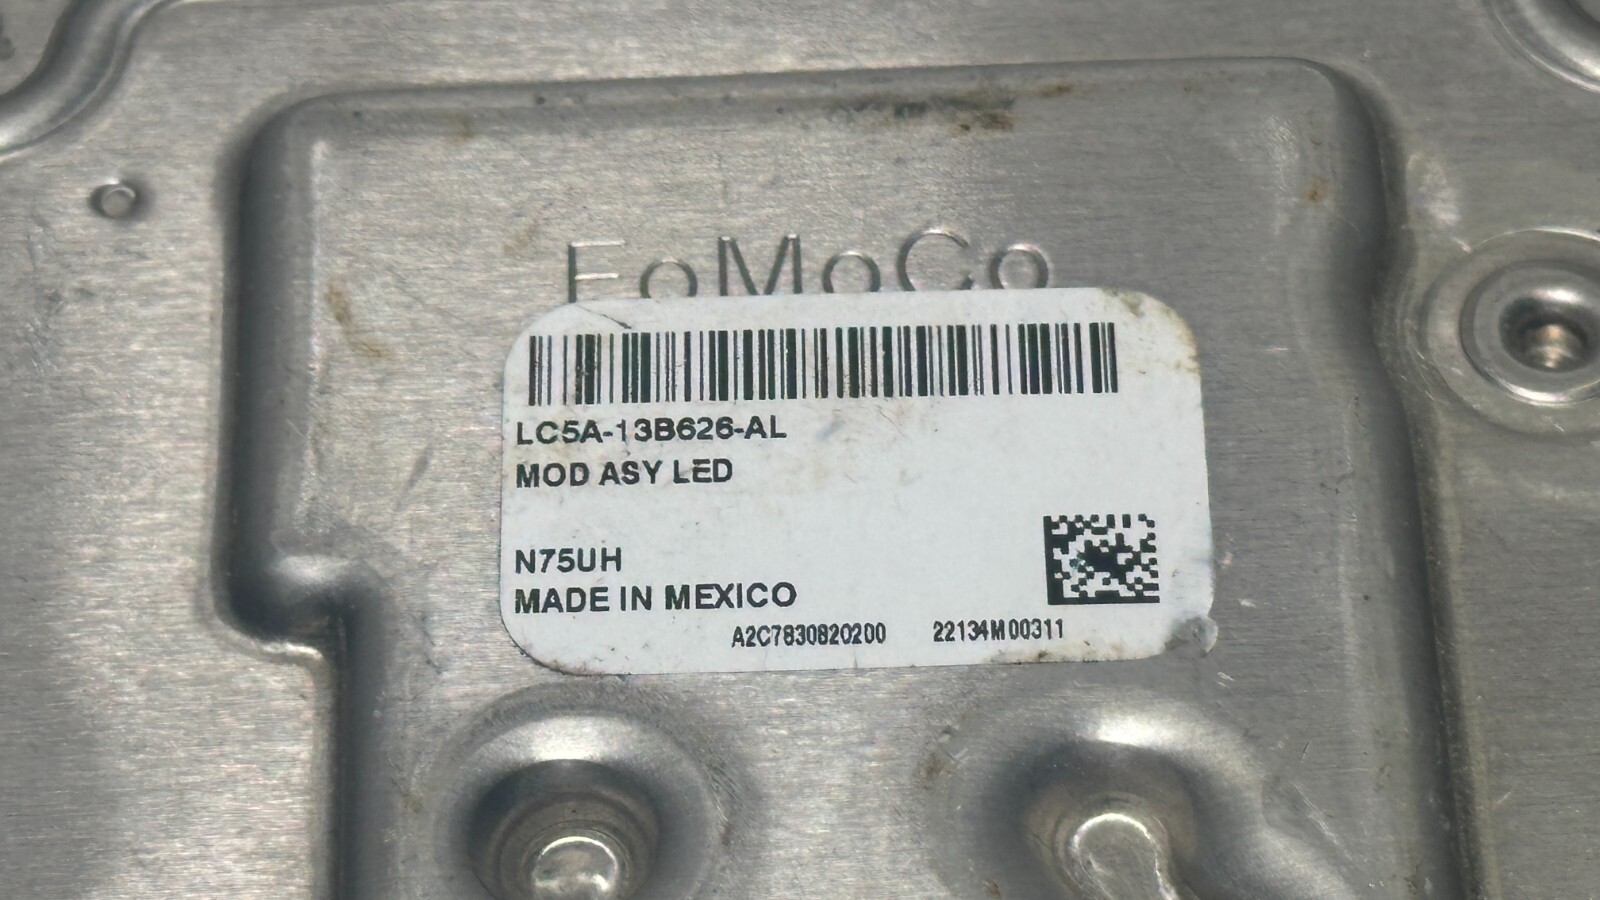 FoMoCo
LC5A-13B626-AL
MOD ASY LED
N75UH
MADE IN MEXICO
A2C7830820200 22134M00311